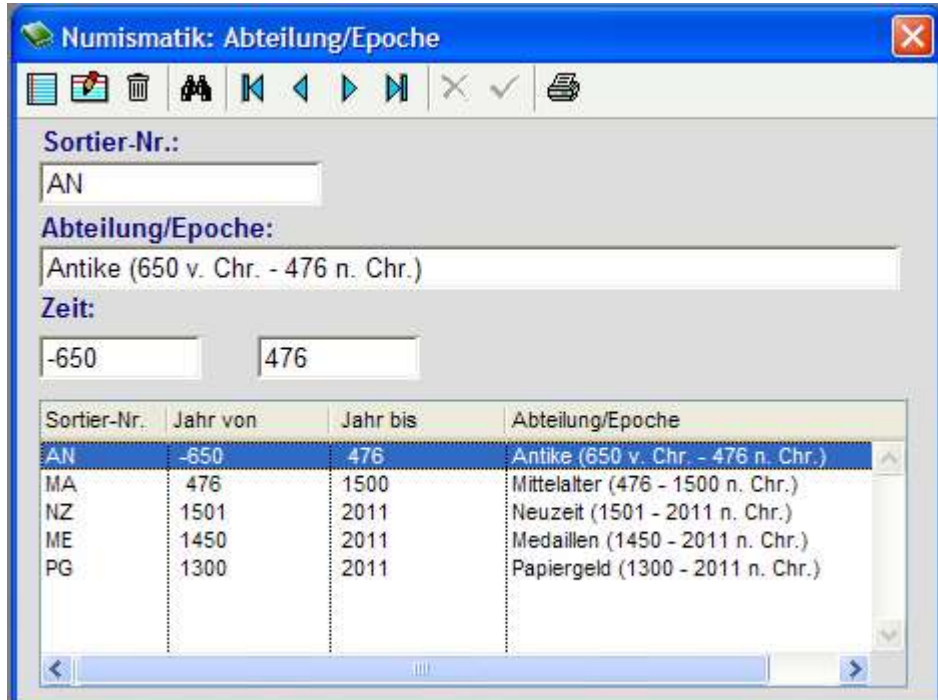 Numismatik: Abteilung/Epoche
Sortier-Nr.:
AN
Abteilung/Epoche:
Antike (650 v. Chr. - 476 n. Chr.)
Zeit:
-650 476
Sortier-Nr. Jahr von Jahr bis Abteilung/Epoche
AN -650 476 Antike (650 v. Chr. - 476 n. Chr.)
MA 476 1500 Mittelalter (476 - 1500 n. Chr.)
NZ 1501 2011 Neuzeit (1501 - 2011 n. Chr.)
ME 1450 2011 Medaillen (1450 - 2011 n. Chr.)
PG 1300 2011 Papiergeld (1300 - 2011 n. Chr.)